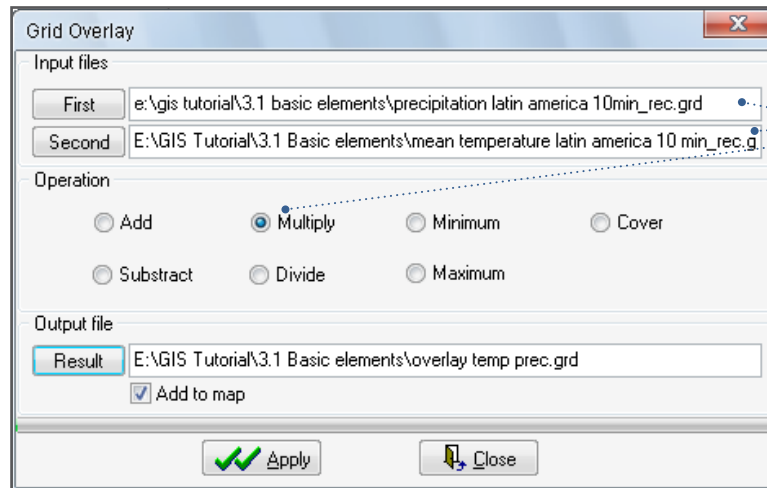 Grid Overlay
Input files
First e:\gis tutorial\3.1 basic elements\precipitation latin america 10min_rec.grd
Second E:\GIS Tutorial\3.1 Basic elements\mean temperature latin america 10 min_rec.g
Operation
Add Multiply Minimum Cover
Substract Divide Maximum
Output file
Result E:\GIS Tutorial\3.1 Basic elements\overlay temp prec.grd
Add to map
Apply Close